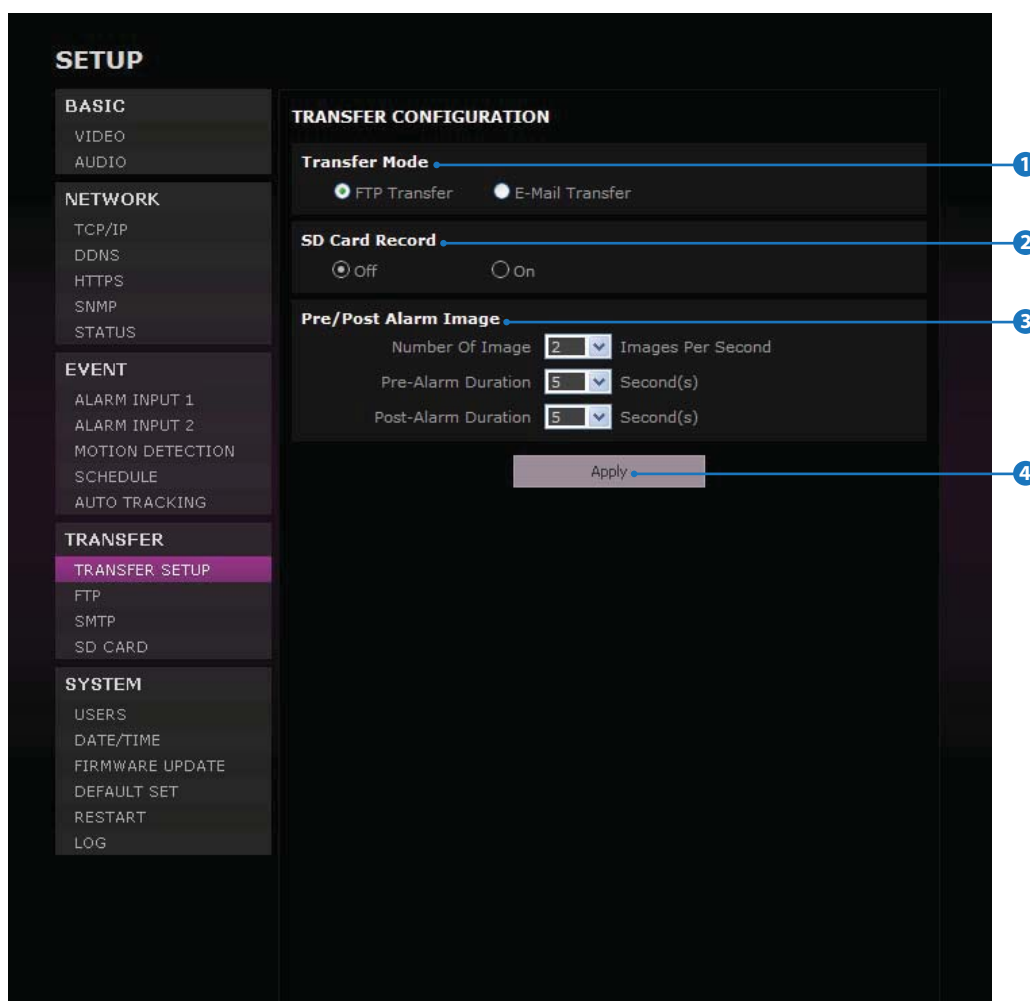 SETUP
BASIC
VIDEO
AUDIO
NETWORK
TCP/IP
DDNS
HTTPS
SNMP
STATUS
EVENT
ALARM INPUT 1
ALARM INPUT 2
MOTION DETECTION
SCHEDULE
AUTO TRACKING
TRANSFER
TRANSFER SETUP
FTP
SMTP
SD CARD
SYSTEM
USERS
DATE/TIME
FIRMWARE UPDATE
DEFAULT SET
RESTART
LOG
TRANSFER CONFIGURATION
Transfer Mode 1
FTP Transfer E-Mail Transfer
SD Card Record 2
Off On
Pre/Post Alarm Image 3
Number Of Image 2 Images Per Second
Pre-Alarm Duration 5 Second(s)
Post-Alarm Duration 5 Second(s)
Apply 4